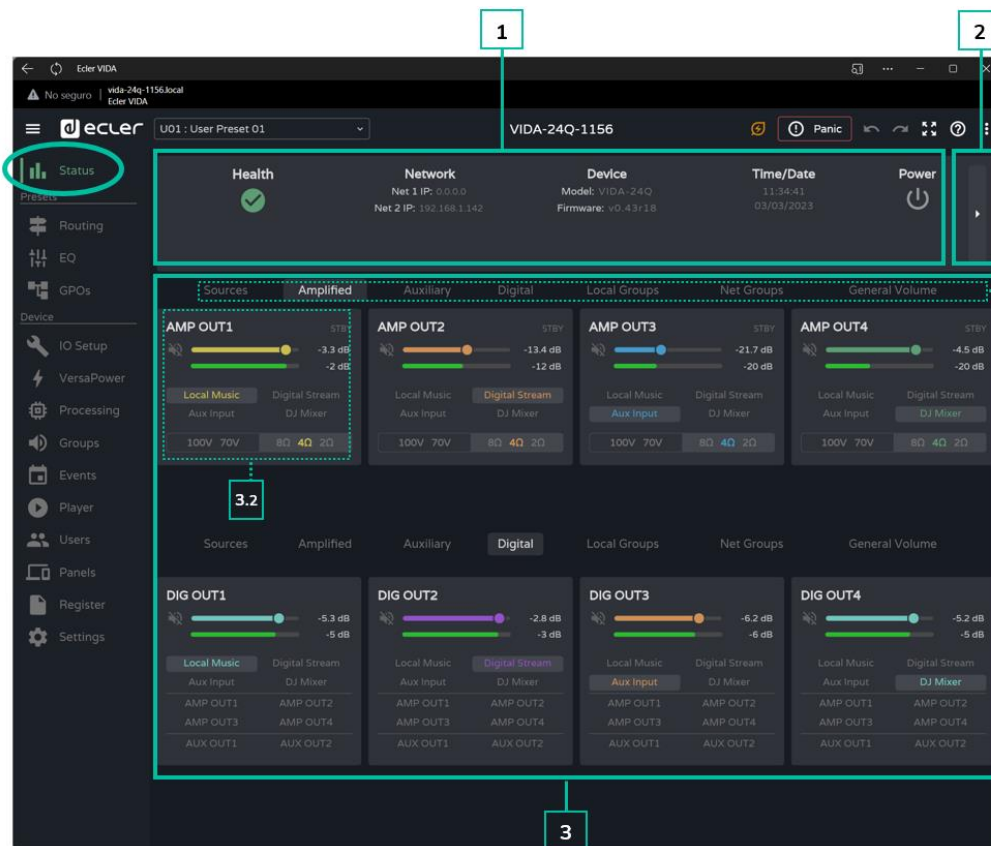 1
2
Ecler VIDA
No seguro | vida-24q-1156.local
Ecler VIDA
ecler
U01 : User Preset 01
VIDA-24Q-1156
Panic
Status
Presets
Routing
EQ
GPOs
Device
IO Setup
VersaPower
Processing
Groups
Events
Player
Users
Panels
Register
Settings
Health
Network
Net 1 IP: 0.0.0.0
Net 2 IP: 192.168.1.142
Device
Model: VIDA-24Q
Firmware: v0.43r18
Time/Date
11:34:41
03/03/2023
Power
Sources Amplified Auxiliary Digital Local Groups Net Groups General Volume
AMP OUT1 STBY
-3.3 dB
-2 dB
Local Music Digital Stream
Aux Input DJ Mixer
100V 70V 8Ω 4Ω 2Ω
AMP OUT2 STBY
-13.4 dB
-12 dB
Local Music Digital Stream
Aux Input DJ Mixer
100V 70V 8Ω 4Ω 2Ω
AMP OUT3 STBY
-21.7 dB
-20 dB
Local Music Digital Stream
Aux Input DJ Mixer
100V 70V 8Ω 4Ω 2Ω
AMP OUT4 STBY
-4.5 dB
-20 dB
Local Music Digital Stream
Aux Input DJ Mixer
100V 70V 8Ω 4Ω 2Ω
3.2
Sources Amplified Auxiliary Digital Local Groups Net Groups General Volume
DIG OUT1
-5.3 dB
-5 dB
Local Music Digital Stream
Aux Input DJ Mixer
AMP OUT1 AMP OUT2
AMP OUT3 AMP OUT4
AUX OUT1 AUX OUT2
DIG OUT2
-2.8 dB
-3 dB
Local Music Digital Stream
Aux Input DJ Mixer
AMP OUT1 AMP OUT2
AMP OUT3 AMP OUT4
AUX OUT1 AUX OUT2
DIG OUT3
-6.2 dB
-6 dB
Local Music Digital Stream
Aux Input DJ Mixer
AMP OUT1 AMP OUT2
AMP OUT3 AMP OUT4
AUX OUT1 AUX OUT2
DIG OUT4
-5.2 dB
-5 dB
Local Music Digital Stream
Aux Input DJ Mixer
AMP OUT1 AMP OUT2
AMP OUT3 AMP OUT4
AUX OUT1 AUX OUT2
3